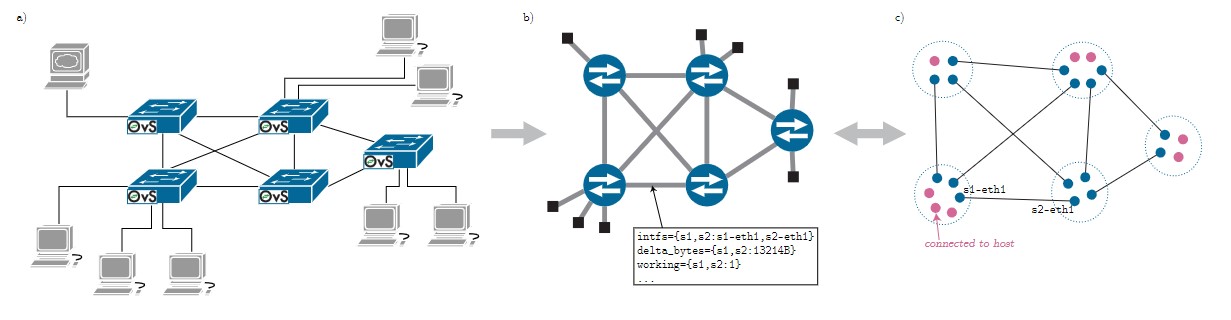 a)
b)
c)
OvS
OvS
OvS
OvS
OvS
s1-eth1
s2-eth1
connected to host
intfs={s1,s2:s1-eth1,s2-eth1}
delta_bytes={s1,s2:13214B}
working={s1,s2:1}
...